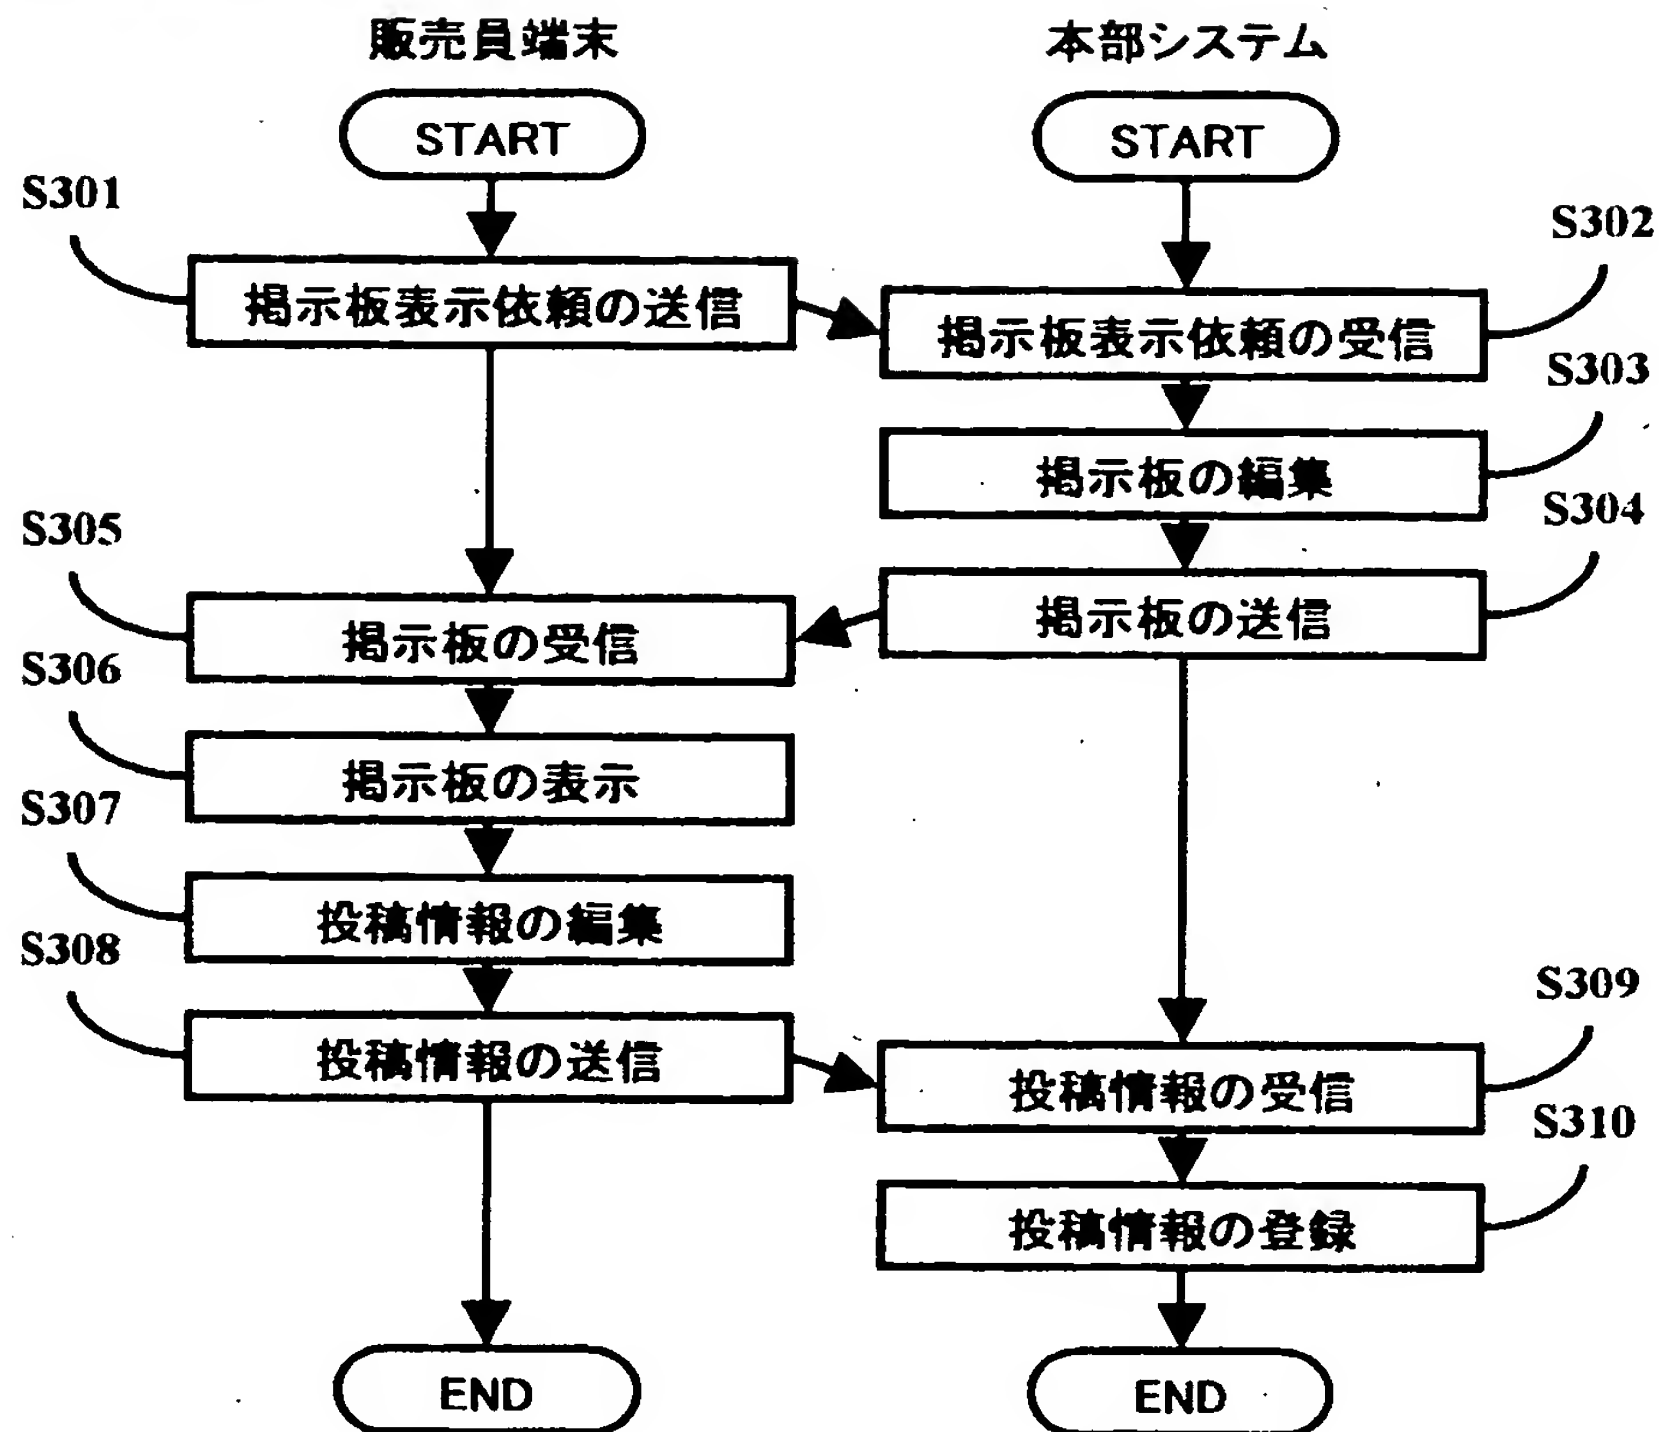 販売員端末
本部システム
START
START
S301
掲示板表示依頼の送信
S302
掲示板表示依頼の受信
S303
掲示板の編集
S304
掲示板の送信
S305
掲示板の受信
S306
掲示板の表示
S307
投稿情報の編集
S308
投稿情報の送信
S309
投稿情報の受信
S310
投稿情報の登録
END
END